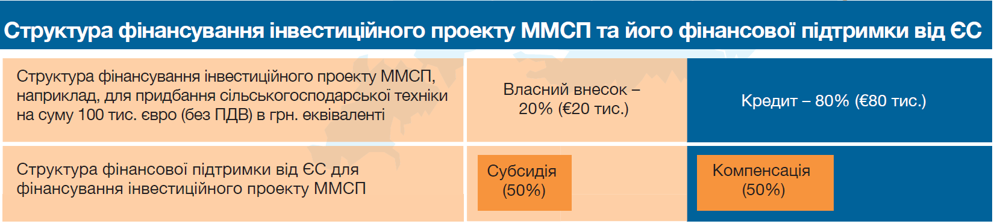 Структура фінансування інвестиційного проекту ММСП та його фінансової підтримки від ЄС
Структура фінансування інвестиційного проекту ММСП,
наприклад, для придбання сільськогосподарської техніки
на суму 100 тис. євро (без ПДВ) в грн. еквіваленті
Власний внесок –
20% (€20 тис.)
Кредит – 80% (€80 тис.)
Структура фінансової підтримки від ЄС для
фінансування інвестиційного проекту ММСП
Субсидія
(50%)
Компенсація
(50%)